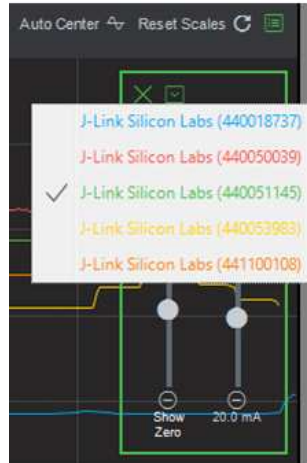 Auto Center Reset Scales
J-Link Silicon Labs (440018737)
J-Link Silicon Labs (440050039)
J-Link Silicon Labs (440051145)
J-Link Silicon Labs (440053983)
J-Link Silicon Labs (441100108)
Show 20.0 mA
Zero